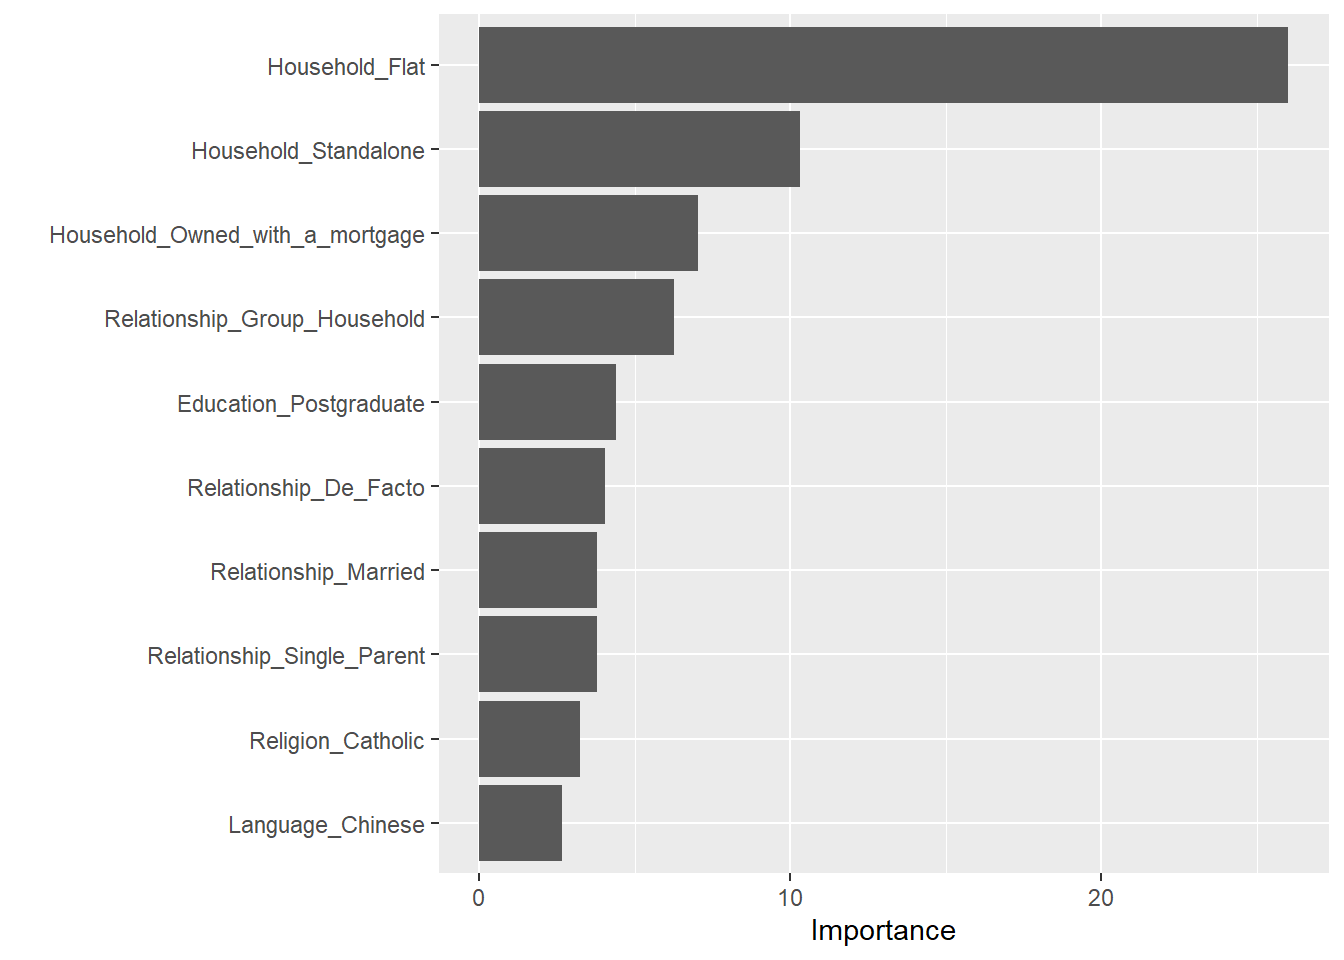 Household_Flat
Household_Standalone
Household_Owned_with_a_mortgage
Relationship_Group_Household
Education_Postgraduate
Relationship_De_Facto
Relationship_Married
Relationship_Single_Parent
Religion_Catholic
Language_Chinese
0 10 20
Importance